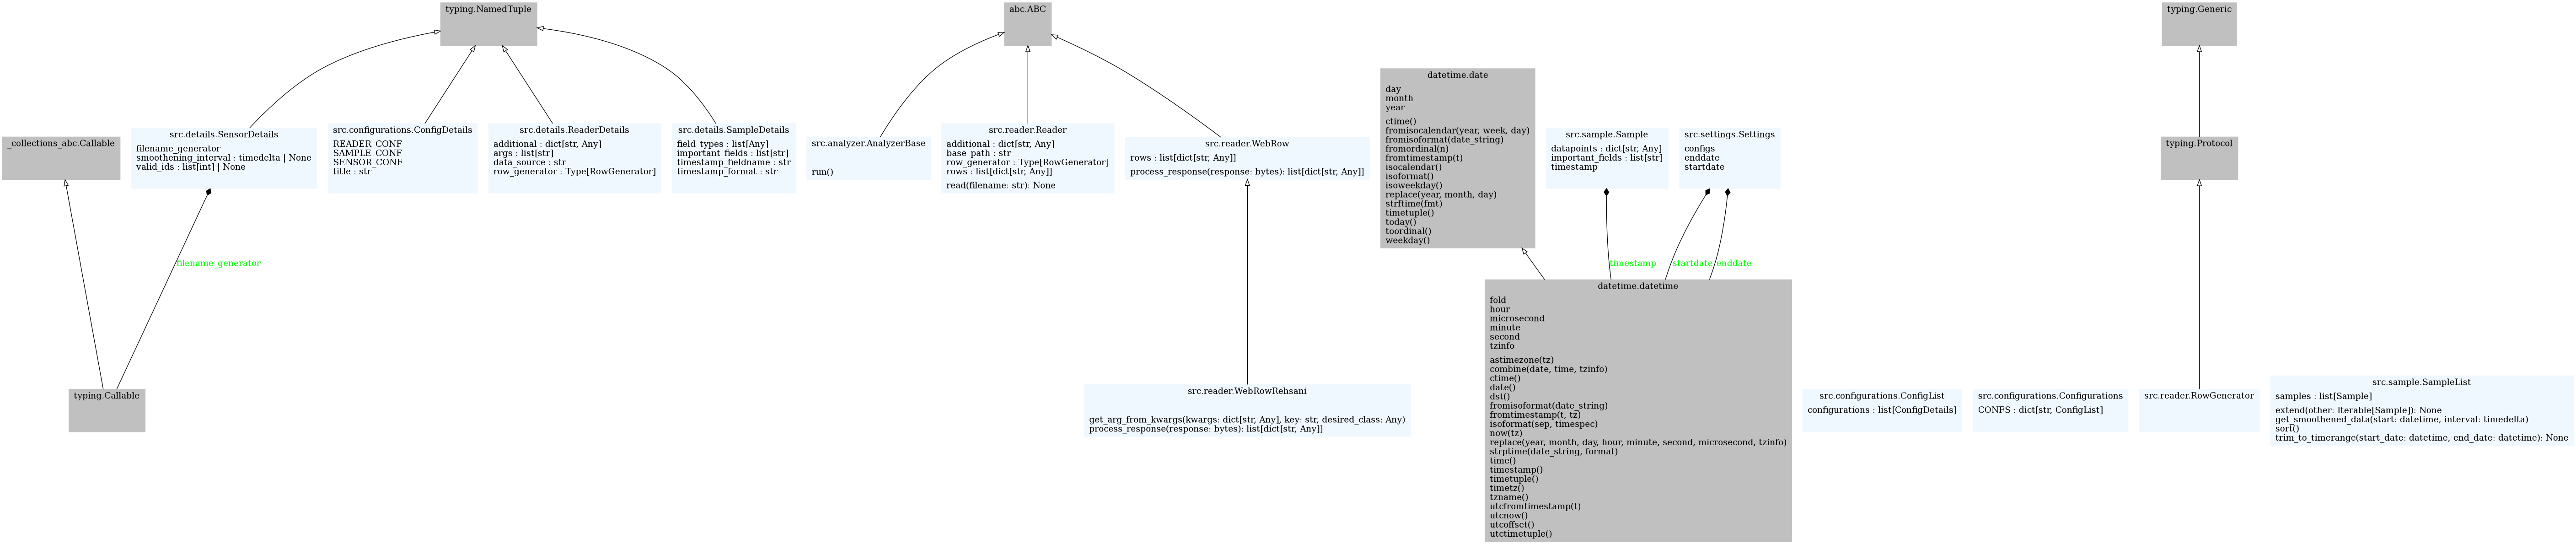 typing.NamedTuple
abc.ABC
typing.Generic
datetime.date
day
month
year
ctime()
fromisocalendar(year, week, day)
fromisoformat(date_string)
fromordinal(n)
fromtimestamp(t)
isocalendar()
isoformat()
isoweekday()
replace(year, month, day)
strftime(fmt)
timetuple()
today()
toordinal()
weekday()
_collections_abc.Callable
src.details.SensorDetails
filename_generator
smoothening_interval : timedelta | None
valid_ids : list[int] | None
src.configurations.ConfigDetails
READER_CONF
SAMPLE_CONF
SENSOR_CONF
title : str
src.details.ReaderDetails
additional : dict[str, Any]
args : list[str]
data_source : str
row_generator : Type[RowGenerator]
src.details.SampleDetails
field_types : list[Any]
important_fields : list[str]
timestamp_fieldname : str
timestamp_format : str
src.analyzer.AnalyzerBase
run()
src.reader.Reader
additional : dict[str, Any]
base_path : str
row_generator : Type[RowGenerator]
rows : list[dict[str, Any]]
read(filename: str): None
src.reader.WebRow
rows : list[dict[str, Any]]
process_response(response: bytes): list[dict[str, Any]]
src.sample.Sample
datapoints : dict[str, Any]
important_fields : list[str]
timestamp
src.settings.Settings
configs
enddate
startdate
typing.Protocol
filename_generator
timestamp
startdate
enddate
typing.Callable
src.reader.WebRowRehsani
get_arg_from_kwargs(kwargs: dict[str, Any], key: str, desired_class: Any)
process_response(response: bytes): list[dict[str, Any]]
datetime.datetime
fold
hour
microsecond
minute
second
tzinfo
astimezone(tz)
combine(date, time, tzinfo)
ctime()
date()
dst()
fromisoformat(date_string)
fromtimestamp(t, tz)
isoformat(sep, timespec)
now(tz)
replace(year, month, day, hour, minute, second, microsecond, tzinfo)
strptime(date_string, format)
time()
timestamp()
timetuple()
timetz()
tzname()
utcfromtimestamp(t)
utcnow()
utcoffset()
utctimetuple()
src.configurations.ConfigList
configurations : list[ConfigDetails]
src.configurations.Configurations
CONFS : dict[str, ConfigList]
src.reader.RowGenerator
src.sample.SampleList
samples : list[Sample]
extend(other: Iterable[Sample]): None
get_smoothened_data(start: datetime, interval: timedelta)
sort()
trim_to_timerange(start_date: datetime, end_date: datetime): None